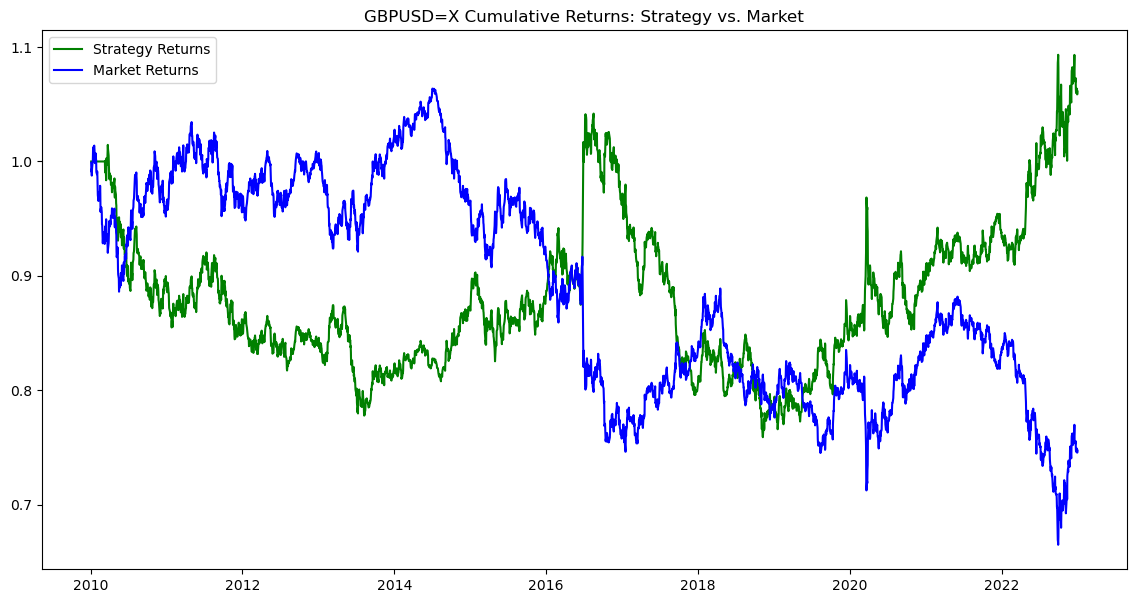 GBPUSD=X Cumulative Returns: Strategy vs. Market
Strategy Returns
Market Returns
1.1
1.0
0.9
0.8
0.7
2010 2012 2014 2016 2018 2020 2022